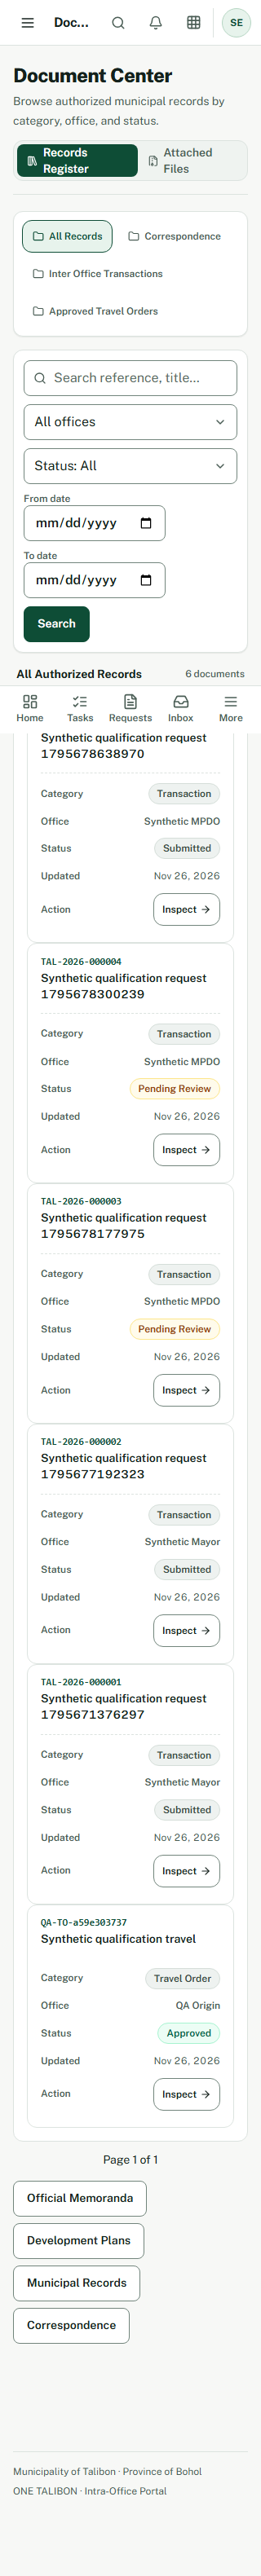 Doc...
SE
Document Center
Browse authorized municipal records by
category, office, and status.
Records
Register
Attached
Files
All Records
Correspondence
Inter Office Transactions
Approved Travel Orders
Search reference, title...
All offices
Status: All
From date
mm/dd/yyyy
To date
mm/dd/yyyy
Search
All Authorized Records
6 documents
Home
Tasks
Requests
Inbox
More
Synthetic qualification request
1795678638970
Category
Transaction
Office
Synthetic MPDO
Status
Submitted
Updated
Nov 26, 2026
Action
Inspect →
TAL-2026-000004
Synthetic qualification request
1795678300239
Category
Transaction
Office
Synthetic MPDO
Status
Pending Review
Updated
Nov 26, 2026
Action
Inspect →
TAL-2026-000003
Synthetic qualification request
1795678177975
Category
Transaction
Office
Synthetic MPDO
Status
Pending Review
Updated
Nov 26, 2026
Action
Inspect →
TAL-2026-000002
Synthetic qualification request
1795677192323
Category
Transaction
Office
Synthetic Mayor
Status
Submitted
Updated
Nov 26, 2026
Action
Inspect →
TAL-2026-000001
Synthetic qualification request
1795671376297
Category
Transaction
Office
Synthetic Mayor
Status
Submitted
Updated
Nov 26, 2026
Action
Inspect →
QA-TO-a59e303737
Synthetic qualification travel
Category
Travel Order
Office
QA Origin
Status
Approved
Updated
Nov 26, 2026
Action
Inspect →
Page 1 of 1
Official Memoranda
Development Plans
Municipal Records
Correspondence
Municipality of Talibon · Province of Bohol
ONE TALIBON · Intra-Office Portal